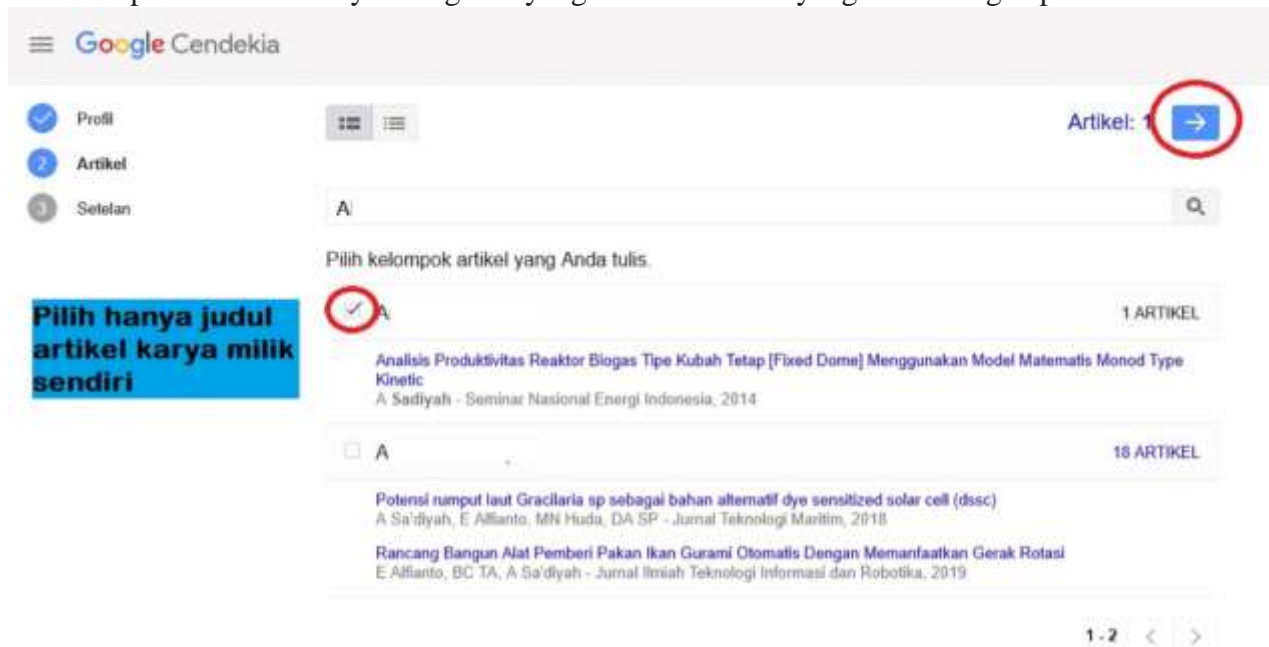 Google Cendekia
Profil
Artikel: 1
2 Artikel
3 Setelan
A
Pilih kelompok artikel yang Anda tulis.
Pilih hanya judul
artikel karya milik
sendiri
A 1 ARTIKEL
Analisis Produktivitas Reaktor Biogas Tipe Kubah Tetap [Fixed Dome] Menggunakan Model Matematis Monod Type
Kinetic
A Sadiyah - Seminar Nasional Energi Indonesia, 2014
A 18 ARTIKEL
Potensi rumput laut Gracilaria sp sebagai bahan alternatif dye sensitized solar cell (dssc)
A Sa'diyah, E Alfianto, MN Huda, DA SP - Jurnal Teknologi Maritim, 2018
Rancang Bangun Alat Pemberi Pakan Ikan Gurami Otomatis Dengan Memanfaatkan Gerak Rotasi
E Alfianto, BC TA, A Sa'diyah - Jurnal Ilmiah Teknologi Informasi dan Robotika, 2019
1 - 2